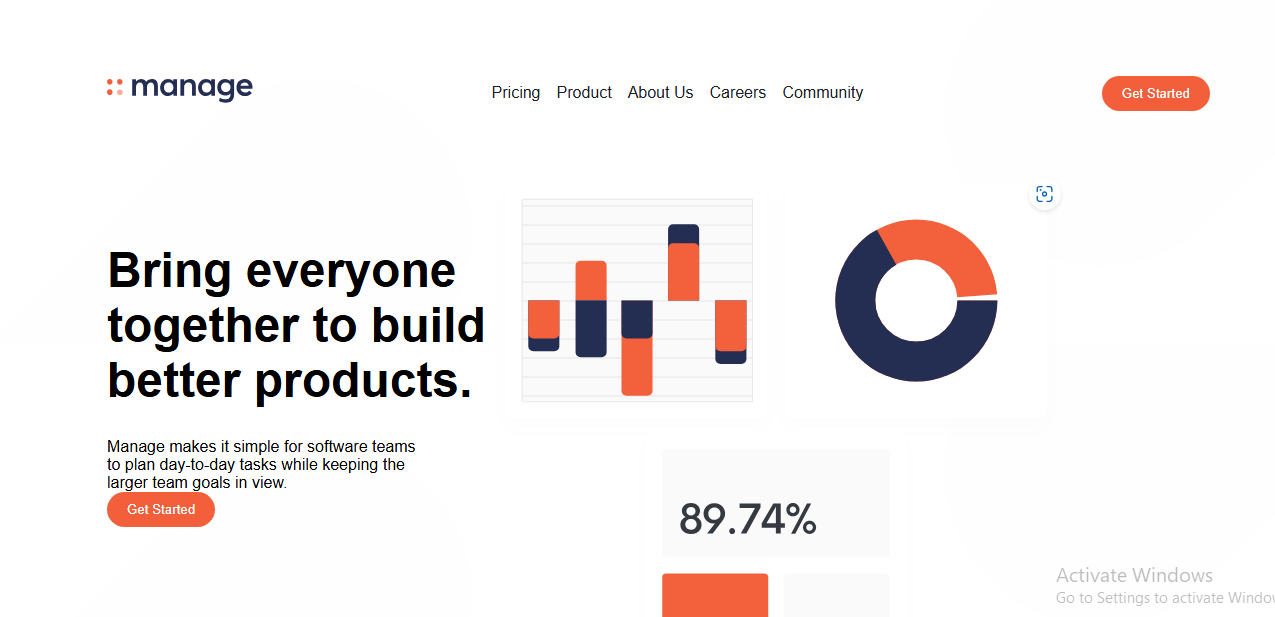 manage
Pricing Product About Us Careers Community
Get Started
Bring everyone
together to build
better products.
Manage makes it simple for software teams
to plan day-to-day tasks while keeping the
larger team goals in view.
Get Started
89.74%
Activate Windows
Go to Settings to activate Windo